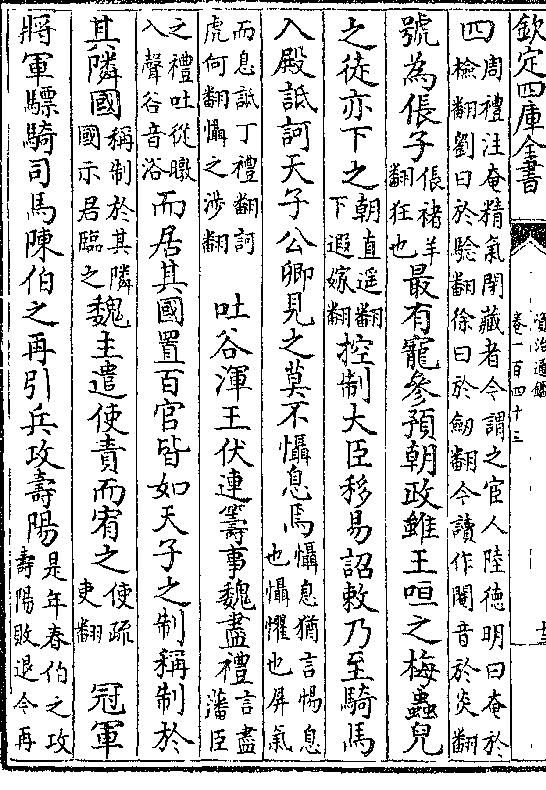 欽定四庫全書
資治通鑑
卷一百四十三
四周禮注奄精氣閉藏者今謂之宦人陸德明曰奄於
檢翻劉曰於驗翻徐曰於劒翻今讀作閹音於炎翻
號為倀子倀褚羊翻狂也最有寵參預朝政雖王咺之梅蟲兒
之徒亦下之朝直遥翻下遐嫁翻控制大臣移易詔敕乃至騎馬
入殿詆訶天子公卿見之莫不懾息焉懾息猶言惕息也懾懼也屏氣
而息詆丁禮翻訶虎何翻懾之涉翻 吐谷渾王伏連籌事魏盡禮言盡藩臣
之禮吐從暾入聲谷音浴而居其國置百官皆如天子之制稱制於
其隣國稱制於其隣國示君臨之魏主遣使責而宥之使疏吏翻 冠軍
將軍驃騎司馬陳伯之再引兵攻壽陽是年春伯之攻壽陽敗退今再